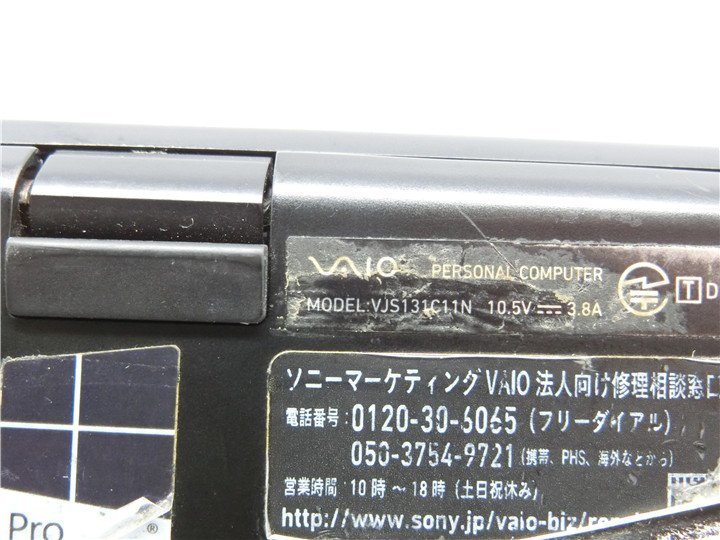 VAIO PERSONAL COMPUTER
MODEL:VJS131C11N 10.5V 3.8A
T D
ソニーマーケティング VAIO 法人向け修理相談窓口
電話番号:0120-30-6065 (フリーダイアル)
050-3754-9721 (携帯、PHS、海外などから)
営業時間:10時～18時 (土日祝休み)
http://www.sony.jp/vaio-biz/
Pro ®